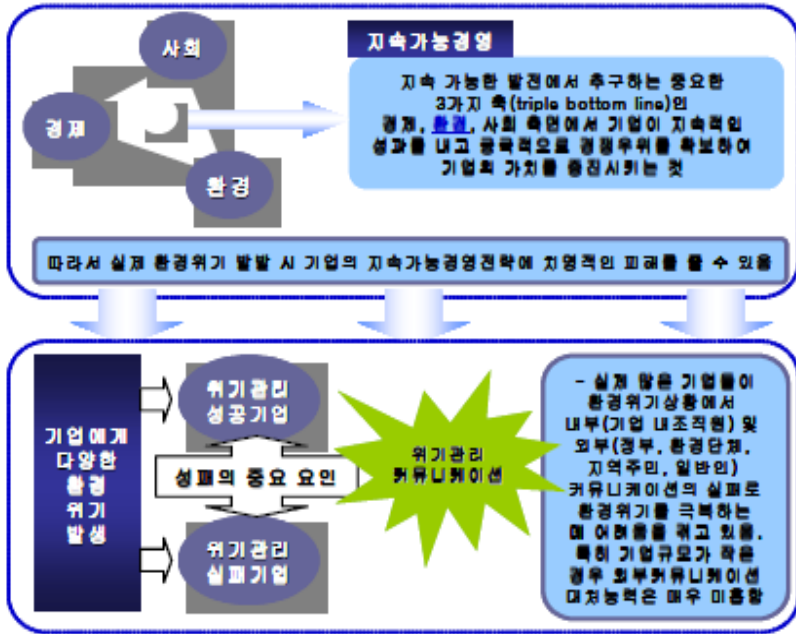 사회
경제
환경
지속가능경영
지속 가능한 발전에서 추구하는 중요한
3가지 축(triple bottom line)인
경제, 환경, 사회 측면에서 기업이 지속적인
성과를 내고 궁극적으로 경쟁우위를 확보하여
기업의 가치를 증진시키는 것
따라서 실제 환경위기 발발 시 기업의 지속가능경영전략에 치명적인 피해를 줄 수 있음
기업에게
다양한
환경
위기
발생
위기관리
성공기업
성패의 중요 요인
위기관리
실패기업
위기관리
커뮤니케이션
- 실제 많은 기업들이
환경위기상황에서
내부(기업 내조직원) 및
외부(정부, 환경단체,
지역주민, 일반인)
커뮤니케이션의 실패로
환경위기를 극복하는
데 어려움을 겪고 있음.
특히 기업규모가 작은
경우 외부커뮤니케이션
대처능력은 매우 미흡함